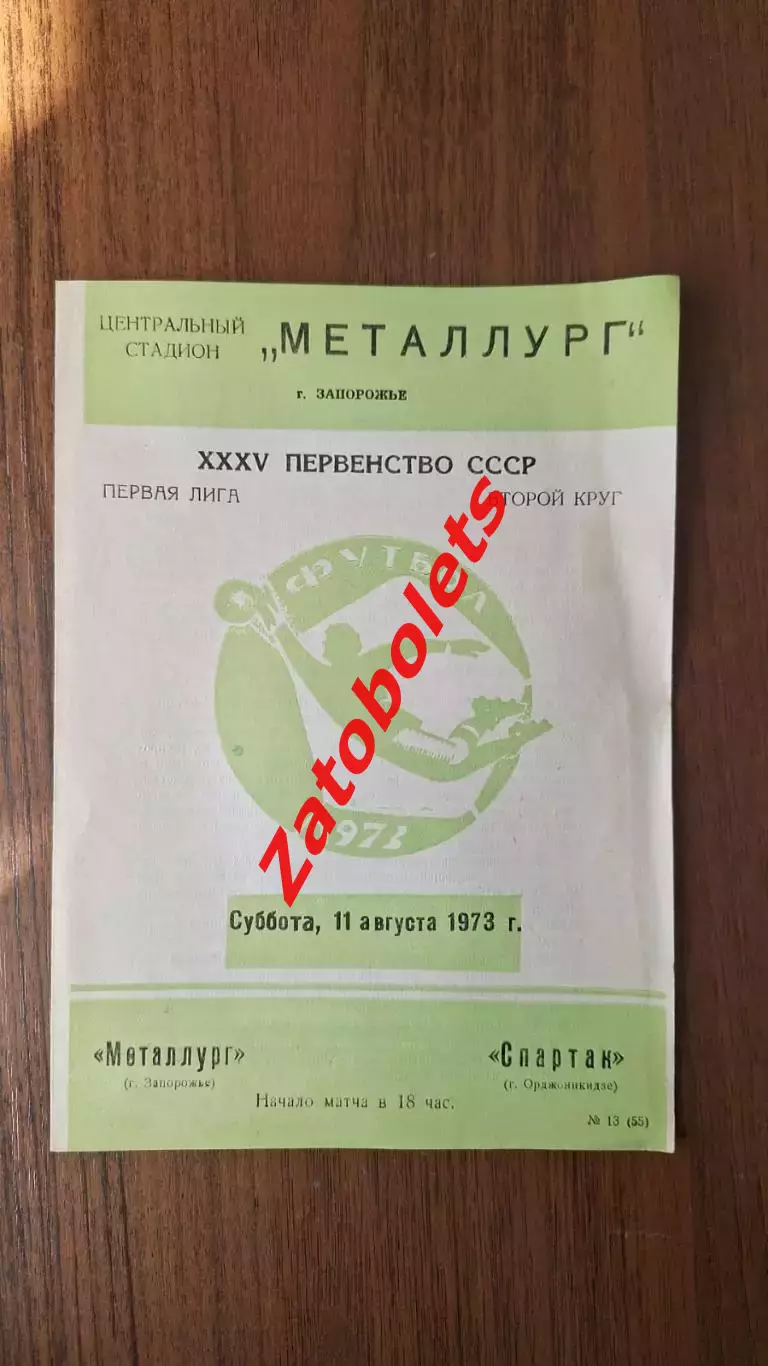 ЦЕНТРАЛЬНЫЙ
СТАДИОН
„МЕТАЛЛУРГ“
г. ЗАПОРОЖЬЕ
XXXV ПЕРВЕНСТВО СССР
ПЕРВАЯ ЛИГА
ВТОРОЙ КРУГ
ФУТБОЛ
Zatobolets
Суббота, 11 августа 1973 г.
«Металлург»
(г. Запорожье)
«Спартак»
(г. Орджоникидзе)
Начало матча в 18 час.
№ 13 (55)